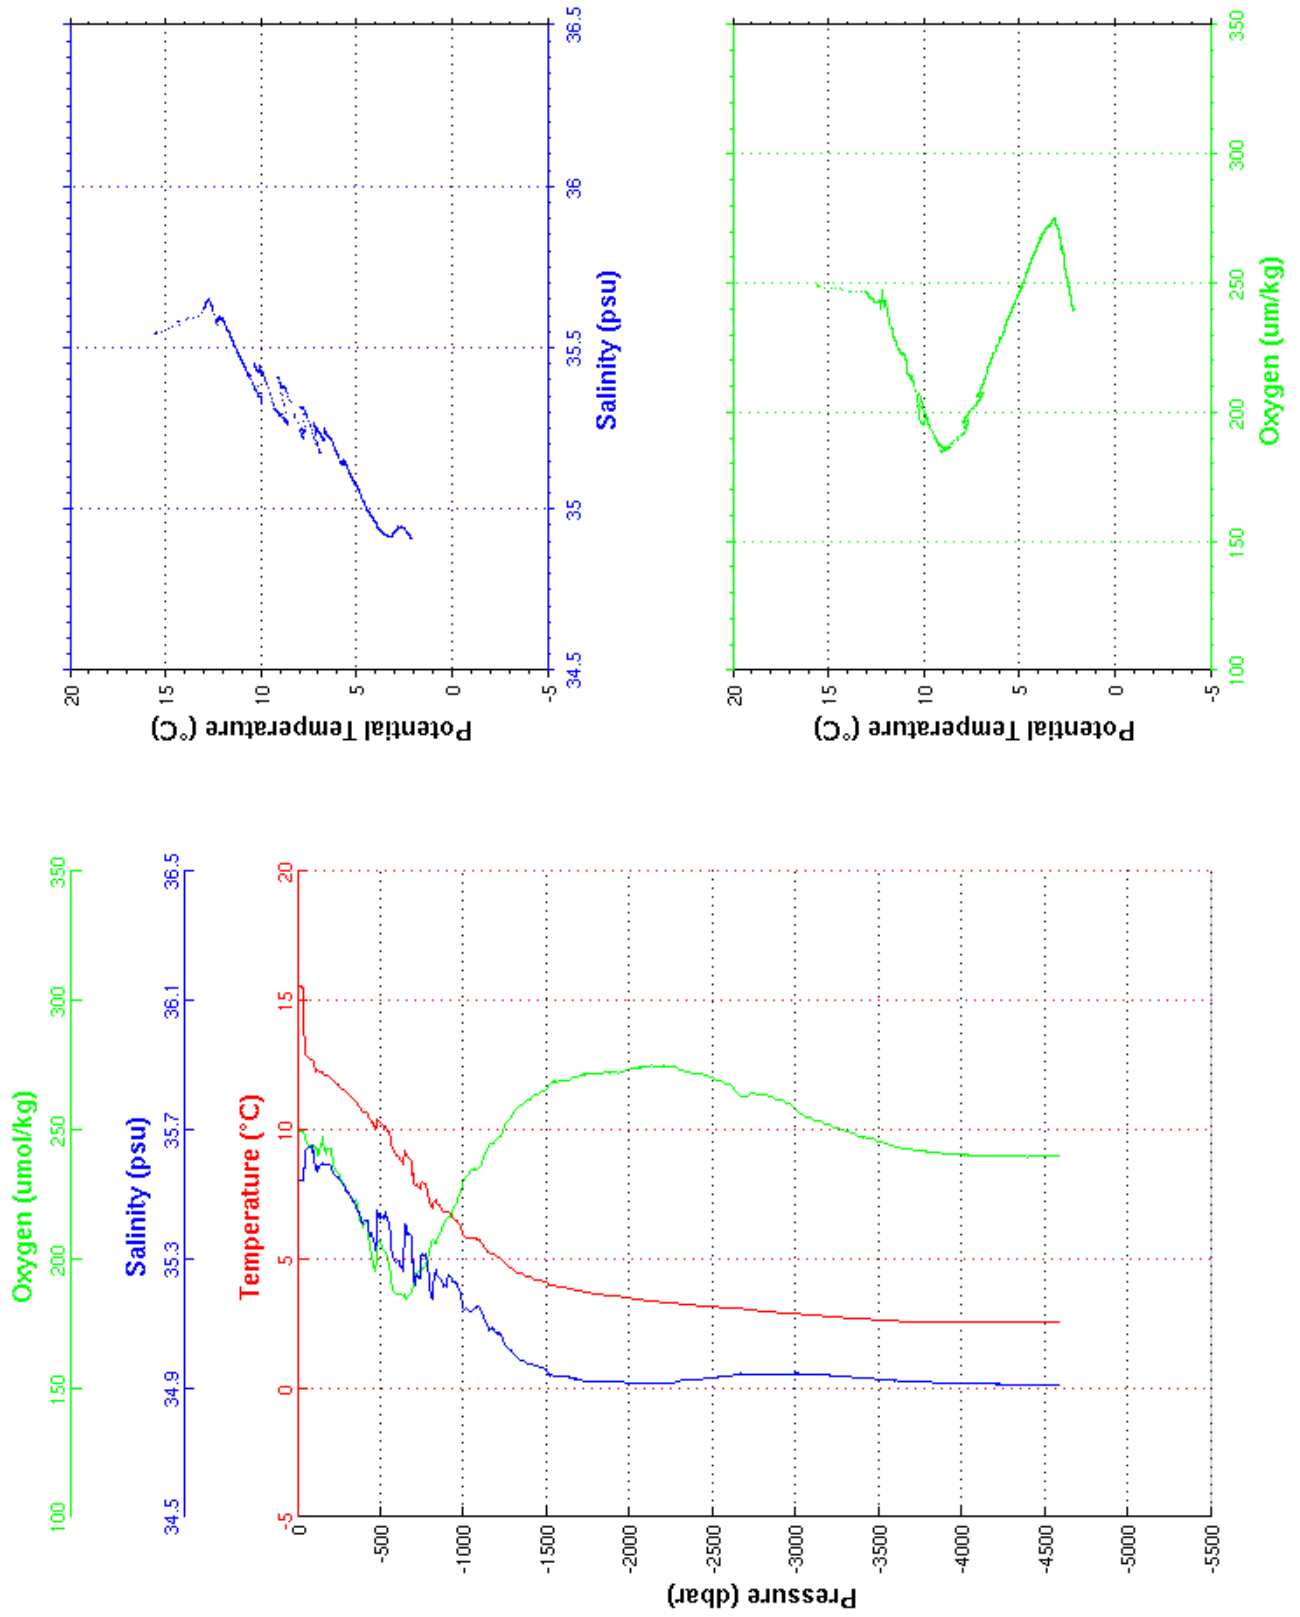 Oxygen (umol/kg)
100 150 200 250 300 350
Salinity (psu)
34.5 34.9 35.3 35.7 36.1 36.5
Temperature (°C)
-5 0 5 10 15 20
Pressure (dbar)
0
-500
-1000
-1500
-2000
-2500
-3000
-3500
-4000
-4500
-5000
-5500
Potential Temperature (°C)
20
15
10
5
0
-5
34.5 35 35.5 36 36.5
Salinity (psu)
Potential Temperature (°C)
20
15
10
5
0
-5
100 150 200 250 300 350
Oxygen (um/kg)